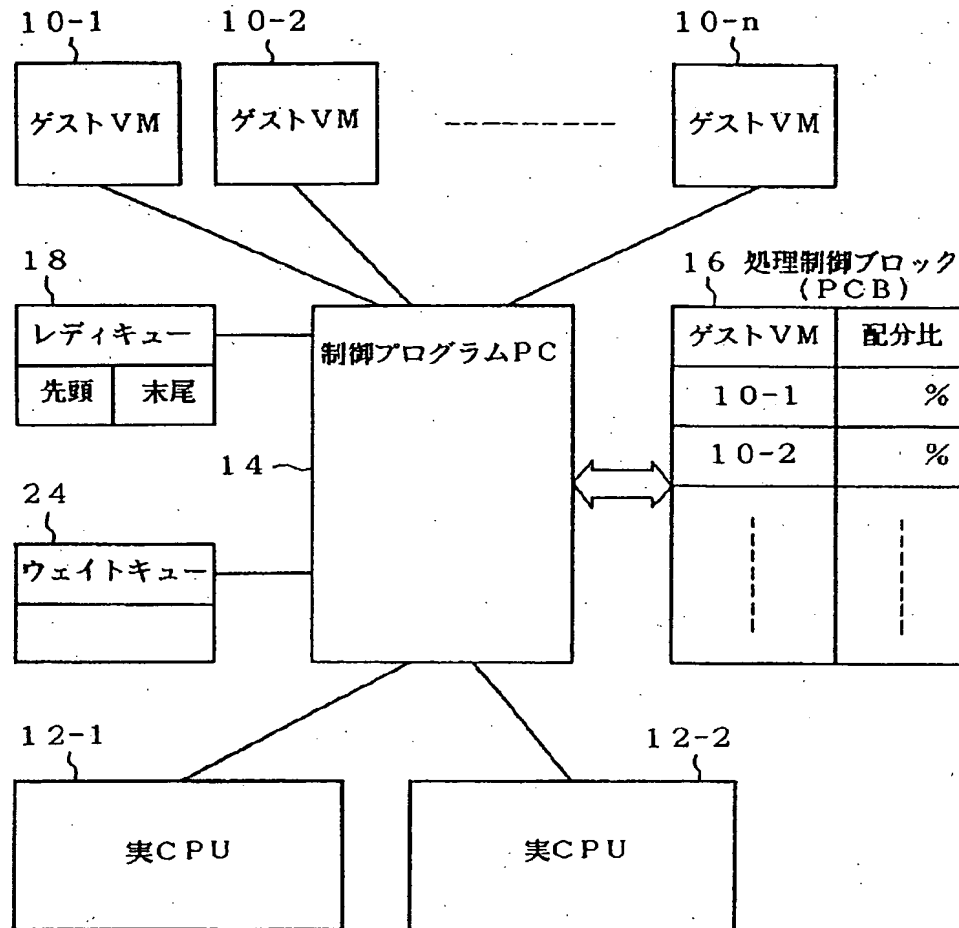 10-1
10-2
10-n
ゲストVM
ゲストVM
ゲストVM
18
レディキュー
先頭
末尾
制御プログラムPC
14
16 処理制御ブロック
(PCB)
ゲストVM
配分比
10-1
%
10-2
%
24
ウェイトキュー
12-1
12-2
実CPU
実CPU